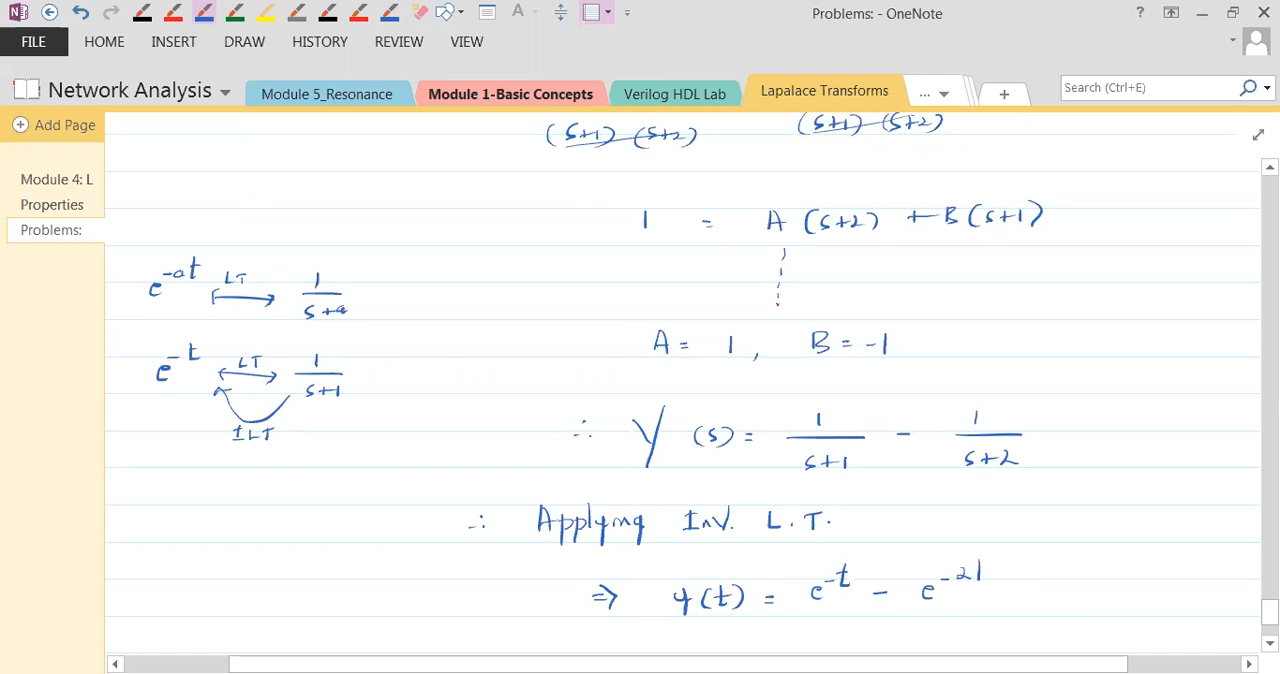 Problems: - OneNote
FILE HOME INSERT DRAW HISTORY REVIEW VIEW
Network Analysis Module 5_Resonance Module 1-Basic Concepts Verilog HDL Lab Lapalace Transforms ... + Search (Ctrl+E)
Add Page
Module 4: L
Properties
Problems:
(s+1) (s+2) (s+1) (s+2)
1 = A (s+2) + B (s+1)
e^{-at} LT 1/(s+a)
A = 1 , B = -1
e^{-t} LT 1/(s+1)
ILT
∴ Y (s) = 1/(s+1) - 1/(s+2)
∴ Applying Inv. L.T.
⇒ y(t) = e^{-t} - e^{-2l